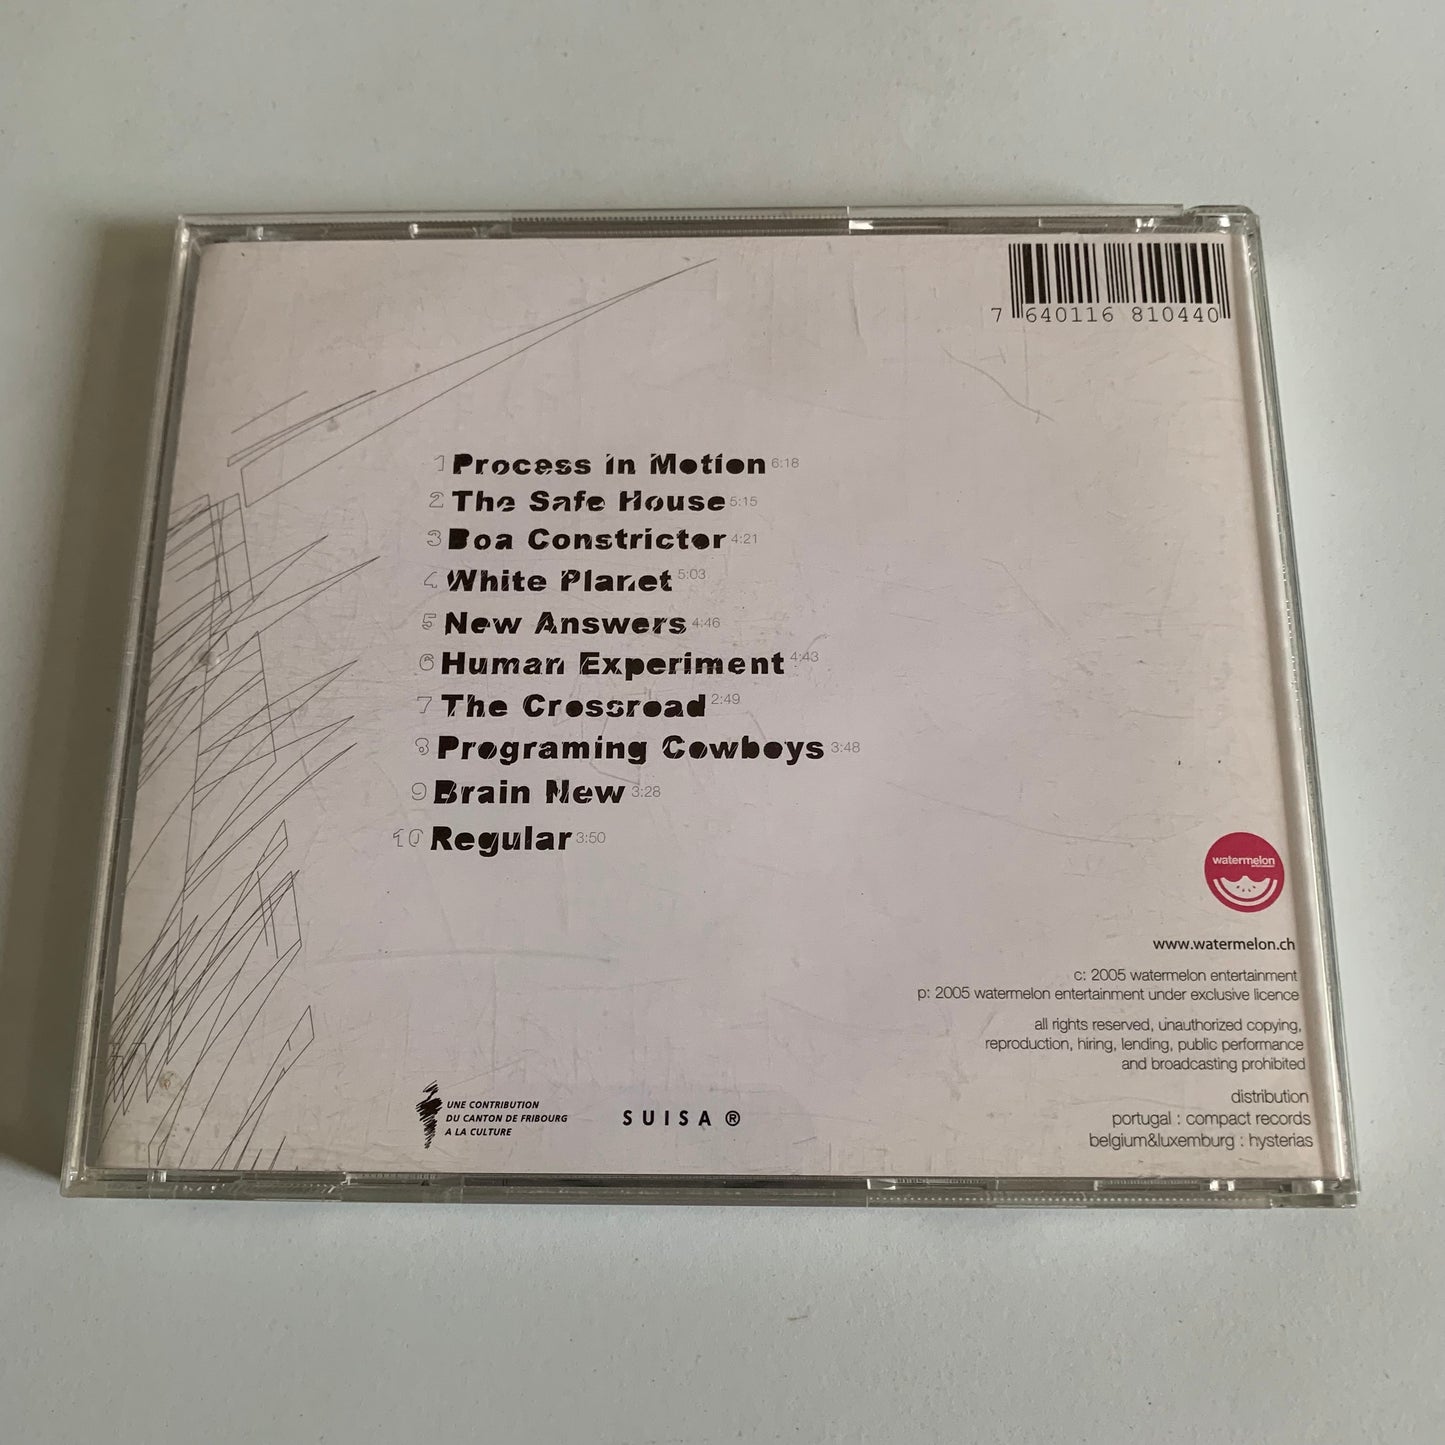 7 640116 810440
1 Process in Motion 6:18
2 The Safe House 5:15
3 Boa Constrictor 4:21
4 White Planet 5:03
5 New Answers 4:46
6 Human Experiment 4:43
7 The Crossroad 2:49
8 Programing Cowboys 3:48
9 Brain New 3:28
10 Regular 3:50
watermelon
www.watermelon.ch
c: 2005 watermelon entertainment
p: 2005 watermelon entertainment under exclusive licence
all rights reserved, unauthorized copying,
reproduction, hiring, lending, public performance
and broadcasting prohibited
distribution
portugal : compact records
belgium&luxemburg : hysterias
UNE CONTRIBUTION
DU CANTON DE FRIBOURG
A LA CULTURE
SUISA ®